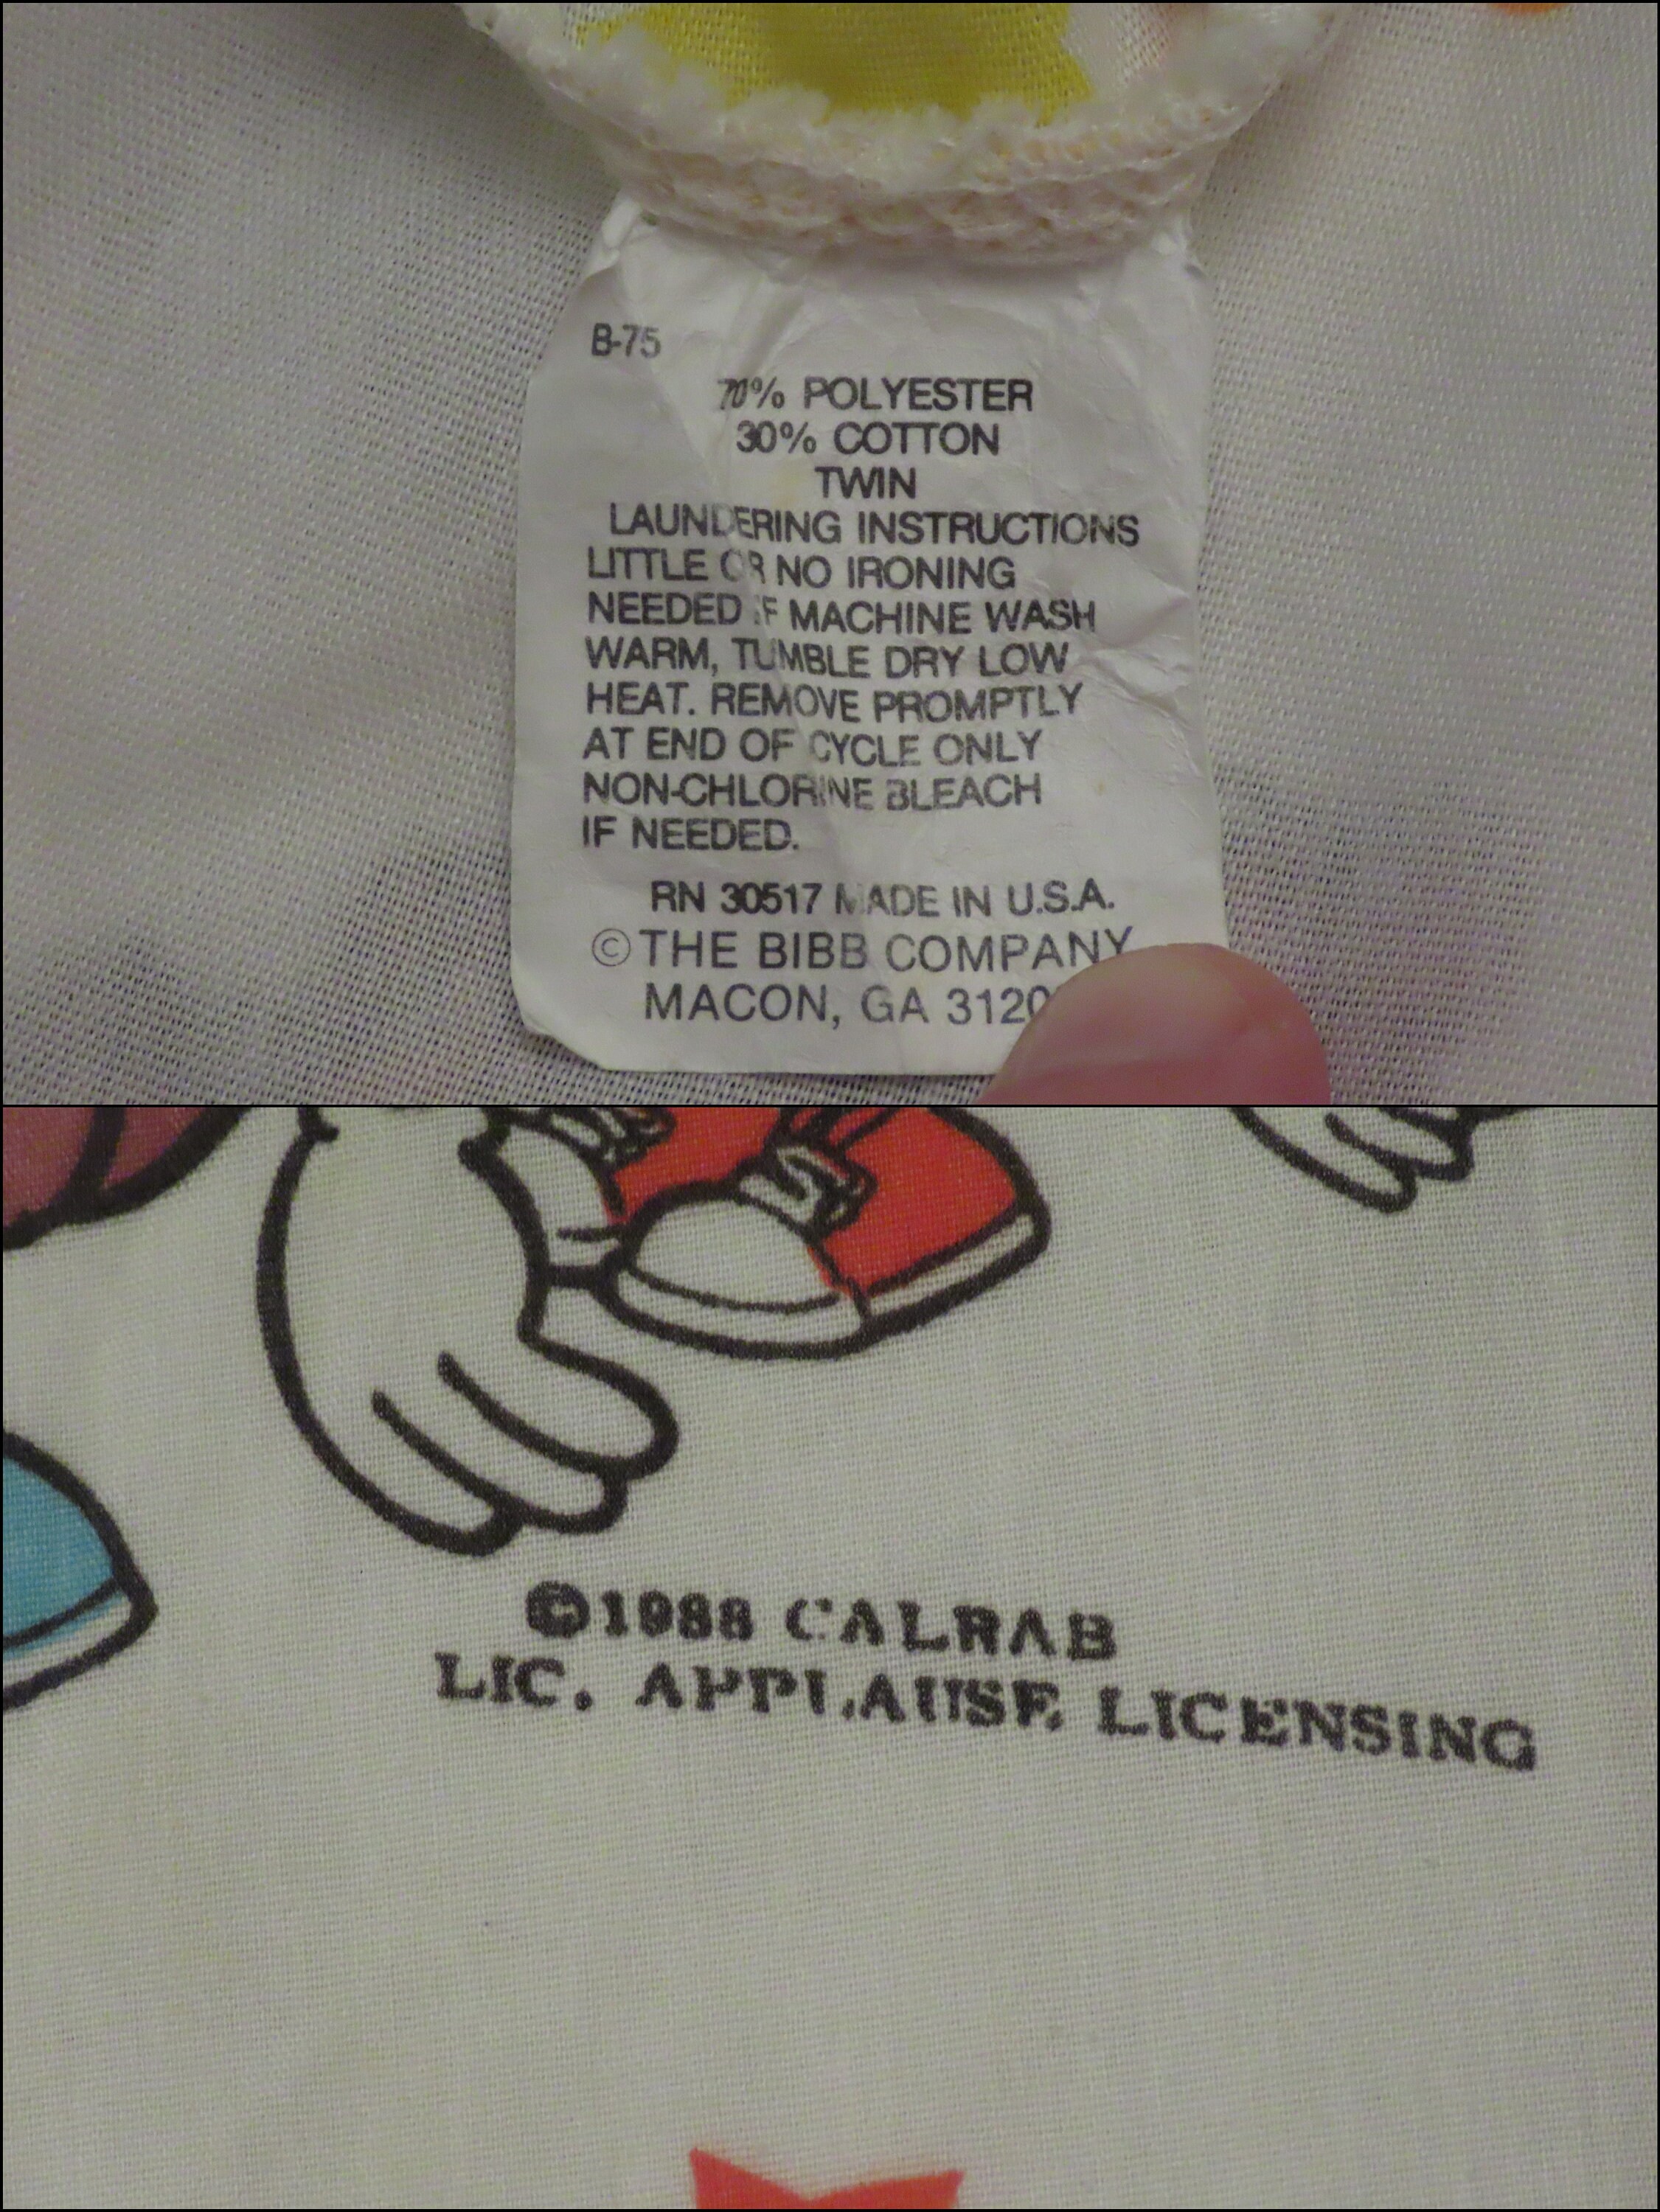 B-75
70% POLYESTER
30% COTTON
TWIN
LAUNDERING INSTRUCTIONS
LITTLE OR NO IRONING
NEEDED IF MACHINE WASH
WARM, TUMBLE DRY LOW
HEAT. REMOVE PROMPTLY
AT END OF CYCLE ONLY
NON-CHLORINE BLEACH
IF NEEDED.
RN 30517 MADE IN U.S.A.
© THE BIBB COMPANY
MACON, GA
©1988 CALRAB
LIC. APPLAUSE LICENSING